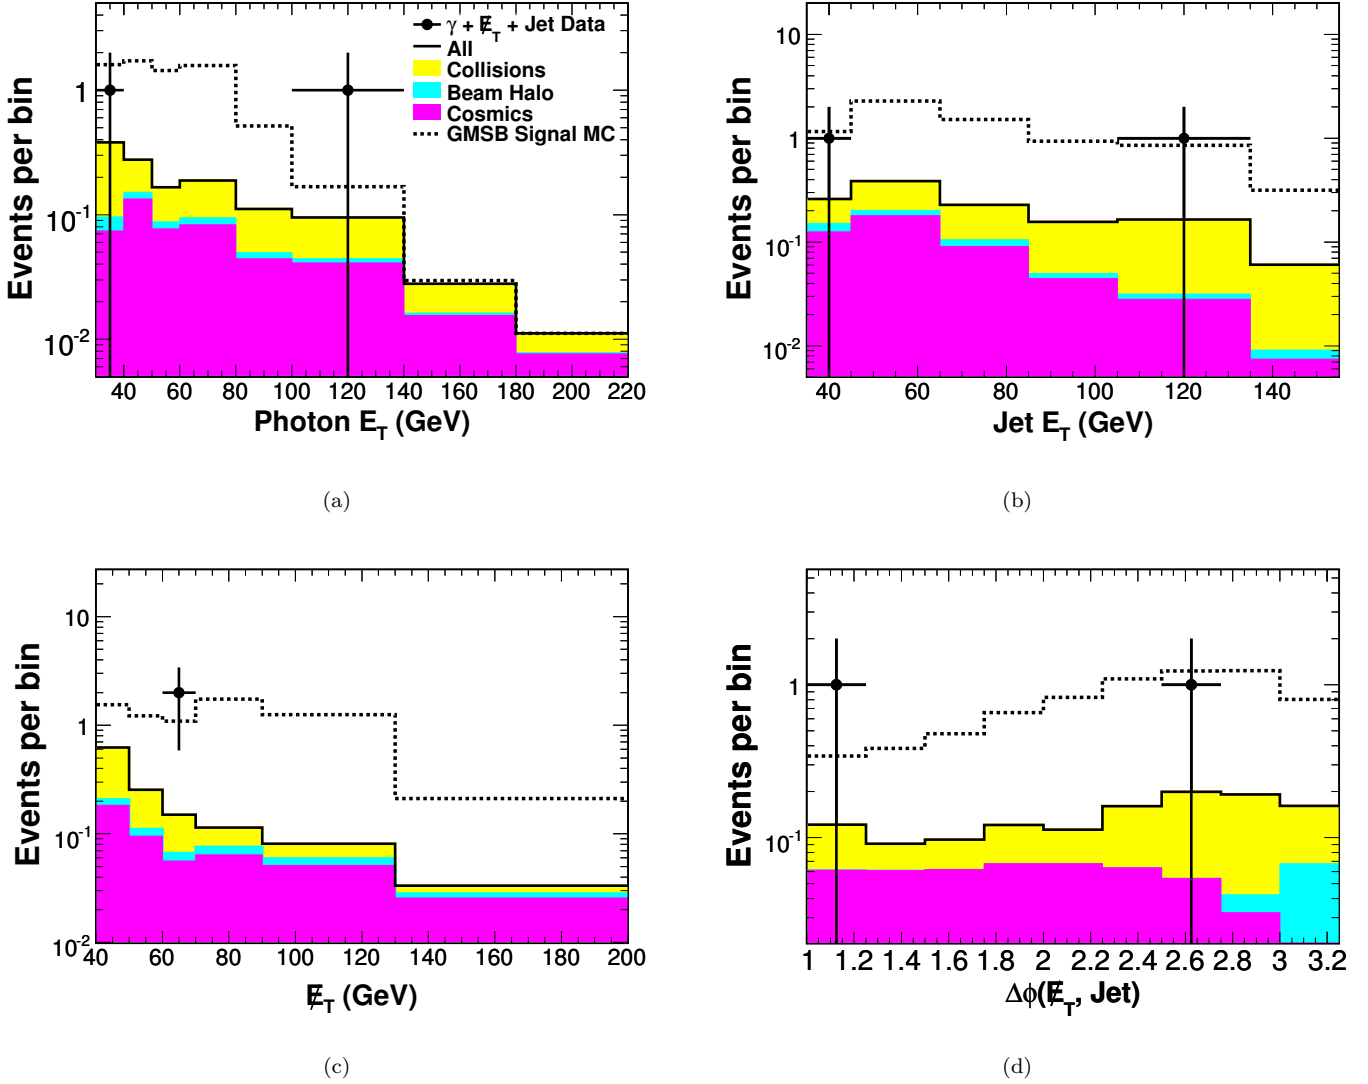 γ + E̸_T + Jet Data
All
Collisions
Beam Halo
Cosmics
GMSB Signal MC
Events per bin
1
10^-1
10^-2
40 60 80 100 120 140 160 180 200 220
Photon E_T (GeV)
(a)
Events per bin
10
1
10^-1
10^-2
40 60 80 100 120 140
Jet E_T (GeV)
(b)
Events per bin
10
1
10^-1
10^-2
40 60 80 100 120 140 160 180 200
E̸_T (GeV)
(c)
Events per bin
1
10^-1
1 1.2 1.4 1.6 1.8 2 2.2 2.4 2.6 2.8 3 3.2
Δϕ(E̸_T, Jet)
(d)